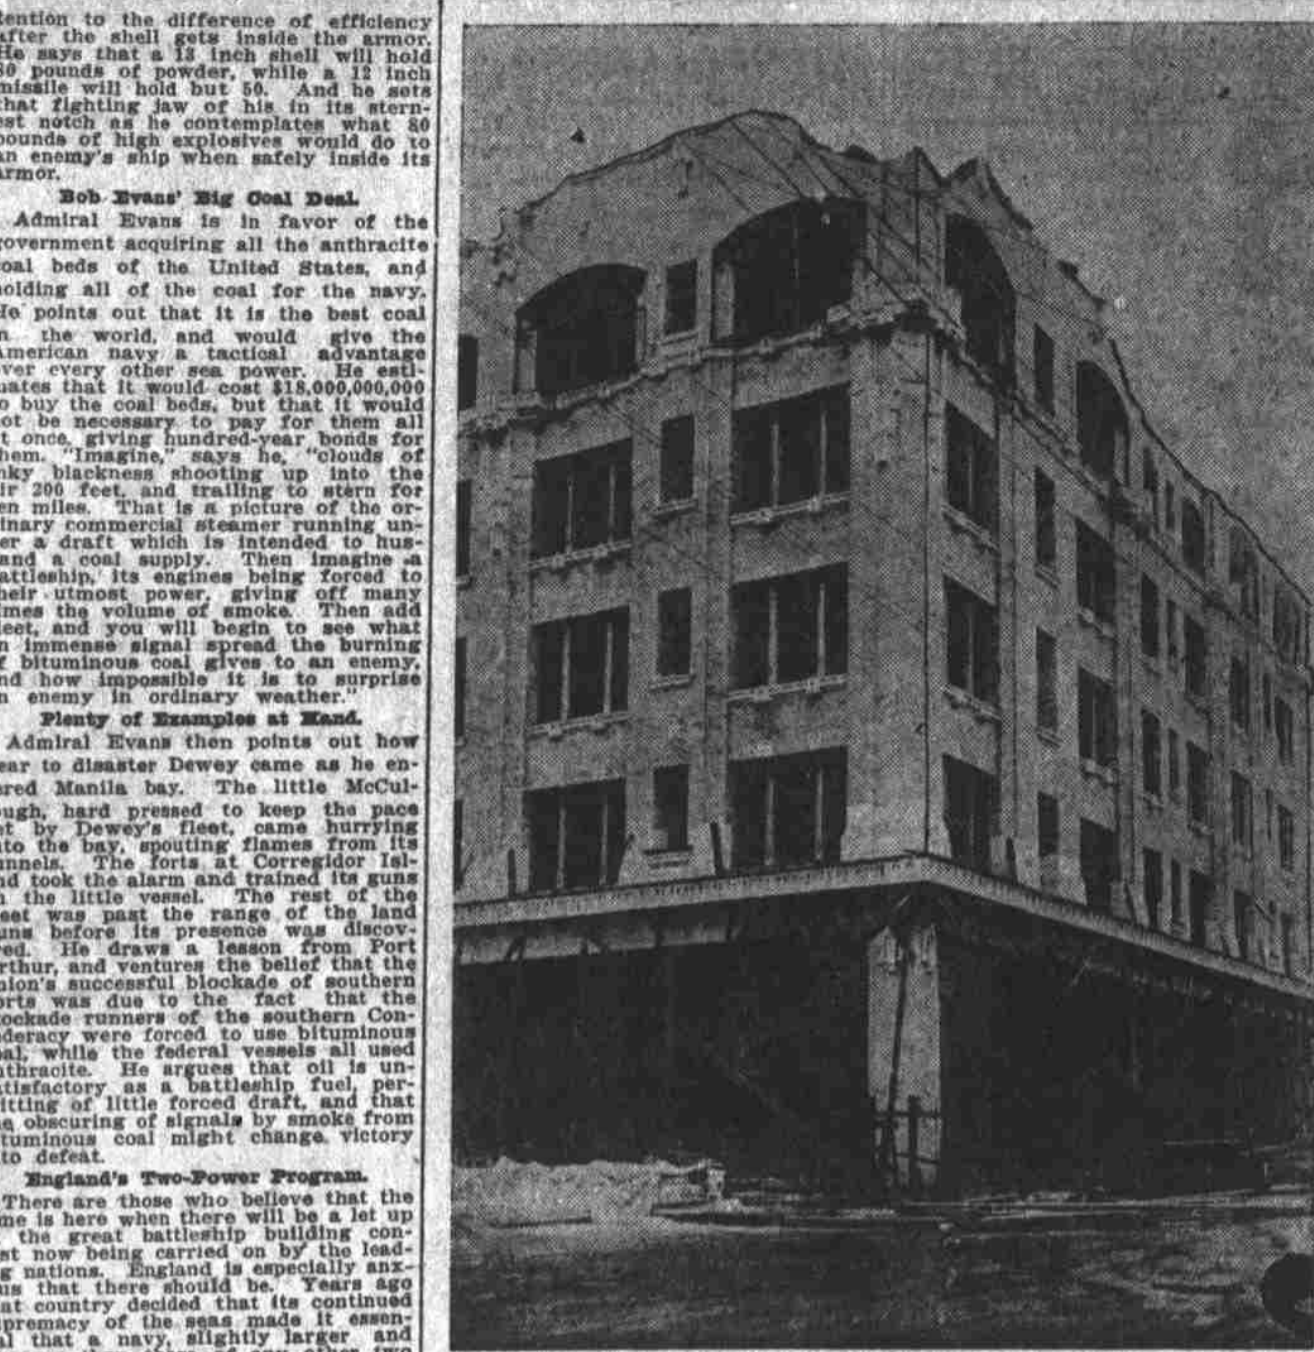 tention to the difference of efficiency
after the shell gets inside the armor.
He says that a 13 inch shell will hold
80 pounds of powder, while a 12 inch
missile will hold but 50. And he sets
that fighting jaw of his in its stern-
est notch as he contemplates what 80
pounds of high explosives would do to
an enemy's ship when safely inside its
armor.
Bob Evans' Big Coal Deal.
Admiral Evans is in favor of the
government acquiring all the anthracite
coal beds of the United States, and
holding all of the coal for the navy.
He points out that it is the best coal
in the world, and would give the
American navy a tactical advantage
over every other sea power. He esti-
mates that it would cost $18,000,000,000
to buy the coal beds, but that it would
not be necessary to pay for them all
at once, giving hundred-year bonds for
them. "Imagine," says he, "clouds of
inky blackness shooting up into the
air 200 feet, and trailing to stern for
ten miles. That is a picture of the or-
dinary commercial steamer running un-
der a draft which is intended to hus-
band a coal supply. Then imagine a
battleship, its engines being forced to
their utmost power, giving off many
times the volume of smoke. Then add
fleet, and you will begin to see what
an immense signal spread the burning
of bituminous coal gives to an enemy,
and how impossible it is to surprise
an enemy in ordinary weather."
Plenty of Examples at Hand.
Admiral Evans then points out how
near to disaster Dewey came as he en-
tered Manila bay. The little McCul-
lough, hard pressed to keep the pace
set by Dewey's fleet, came hurrying
into the bay, spouting flames from its
funnels. The forts at Corregidor Isl-
and took the alarm and trained its guns
on the little vessel. The rest of the
fleet was past the range of the land
guns before its presence was discov-
ered. He draws a lesson from Port
Arthur, and ventures the belief that the
Union's successful blockade of southern
ports was due to the fact that the
blockade runners of the southern Con-
federacy were forced to use bituminous
coal, while the federal vessels all used
anthracite. He argues that oil is un-
satisfactory as a battleship fuel, per-
mitting of little forced draft, and that
the obscuring of signals by smoke from
bituminous coal might change victory
into defeat.
England's Two-Power Program.
There are those who believe that the
time is here when there will be a let up
in the great battleship building con-
test now being carried on by the lead-
ing nations. England is especially anx-
ious that there should be. Years ago
that country decided that its continued
supremacy of the seas made it essen-
tial that a navy, slightly larger and